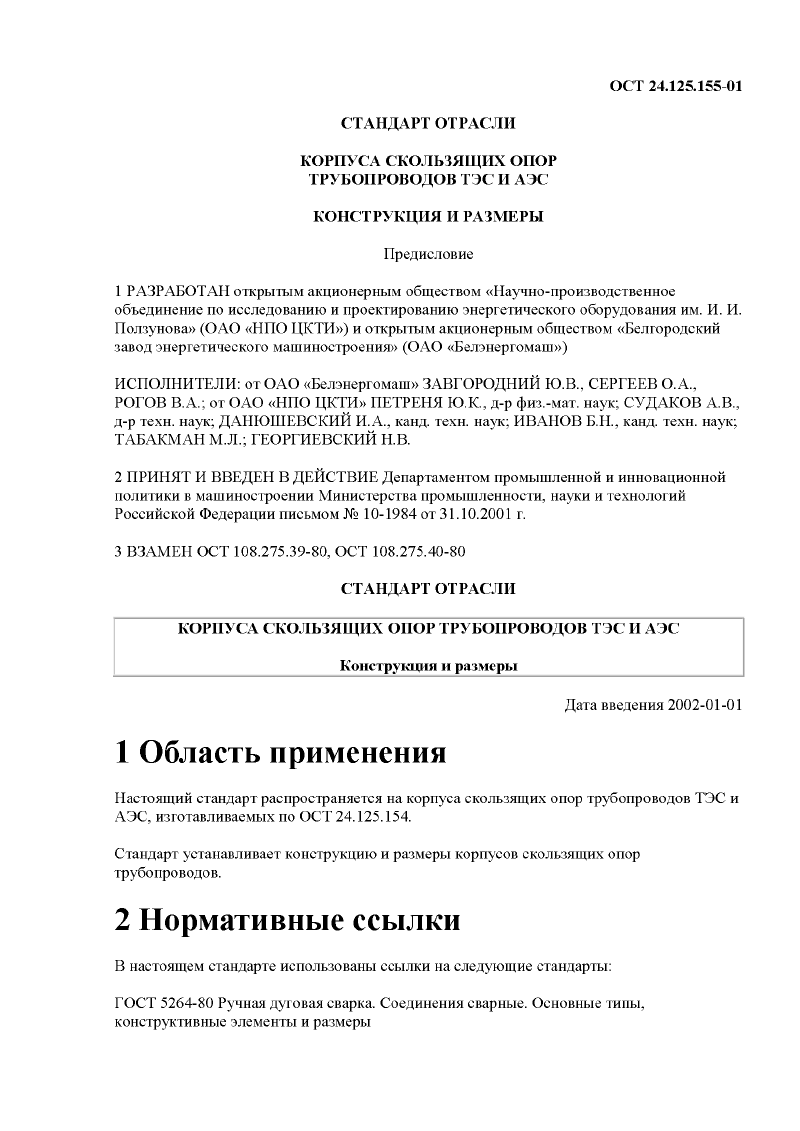 ОСТ 24.125.155-01
СТАНДАРТ ОТРАСЛИ
КОРПУСА СКОЛЬЗЯЩИХ ОПОР
ТРУБОПРОВОДОВ ТЭС И АЭС
КОНСТРУКЦИЯ И РАЗМЕРЫ
Предисловие
1 РАЗРАБОТАН открытым акционерным обществом «Научно-производственное
объединение по исследованию и проектированию энергетического оборудования им. И. И.
Ползунова» (ОАО «НПО ЦКТИ») и открытым акционерным обществом «Белгородский
завод энергетического машиностроения» (ОАО «Белэнергомаш»)
ИСПОЛНИТЕЛИ: от ОАО «Белэнергомаш» ЗАВГОРОДНИЙ Ю.В., СЕРГЕЕВ О.А.,
РОГОВ В.А.; от ОАО «НПО ЦКТИ» ПЕТРЕНЯ Ю.К., д-р физ.-мат. наук; СУДАКОВ А.В.,
д-р техн. наук; ДАНЮШЕВСКИЙ И.А., канд. техн. наук; ИВАНОВ Б.Н., канд. техн. наук;
ТАБАКМАН М.Л.; ГЕОРГИЕВСКИЙ Н.В.
2 ПРИНЯТ И ВВЕДЕН В ДЕЙСТВИЕ Департаментом промышленной и инновационной
политики в машиностроении Министерства промышленности, науки и технологий
Российской Федерации письмом № 10-1984 от 31.10.2001 г.
3 ВЗАМЕН ОСТ 108.275.39-80, ОСТ 108.275.40-80
СТАНДАРТ ОТРАСЛИ
КОРПУСА СКОЛЬЗЯЩИХ ОПОР ТРУБОПРОВОДОВ ТЭС И АЭС
Конструкция и размеры
Дата введения 2002-01-01
1 Область применения
Настоящий стандарт распространяется на корпуса скользящих опор трубопроводов ТЭС и
АЭС, изготавливаемых по ОСТ 24.125.154.
Стандарт устанавливает конструкцию и размеры корпусов скользящих опор
трубопроводов.
2 Нормативные ссылки
В настоящем стандарте использованы ссылки на следующие стандарты:
ГОСТ 5264-80 Ручная дуговая сварка. Соединения сварные. Основные типы,
конструктивные элементы и размеры